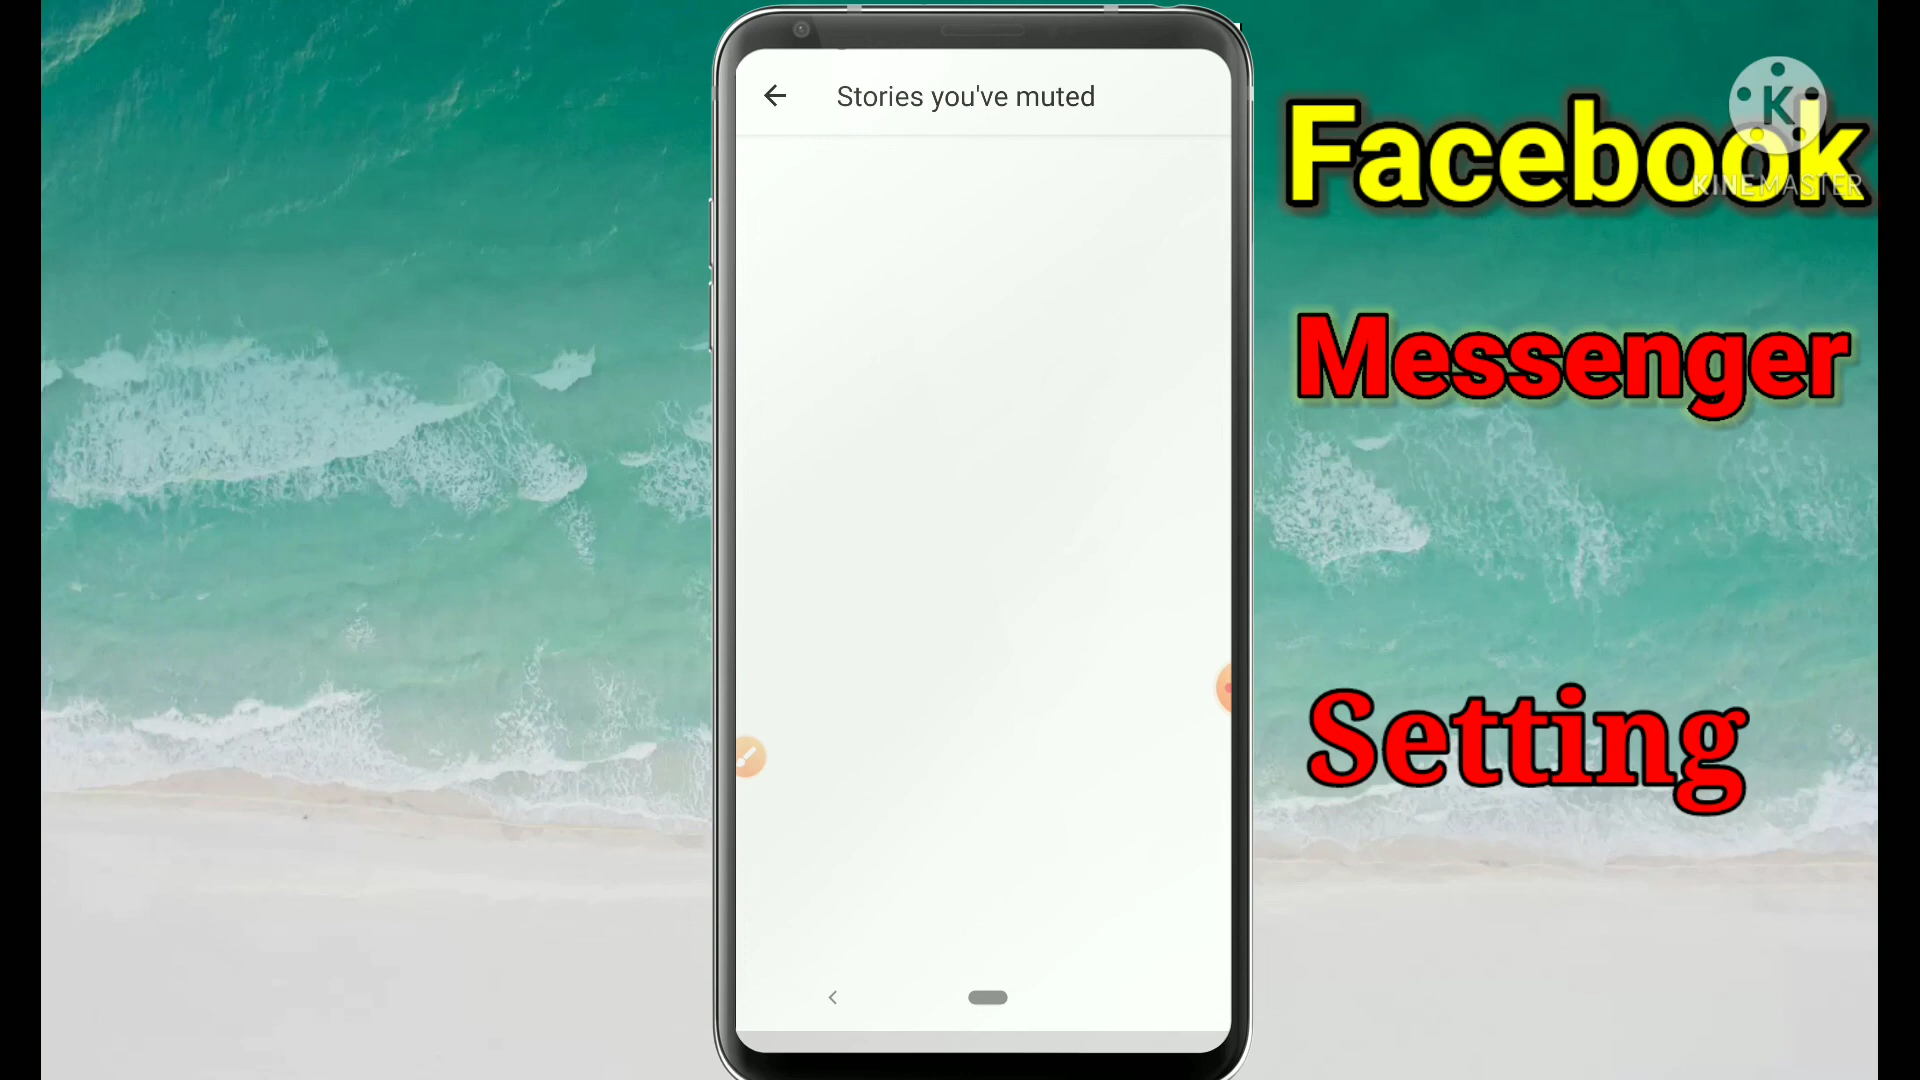 Stories you've muted
Facebook
K
KINEMASTER
Messenger
Setting